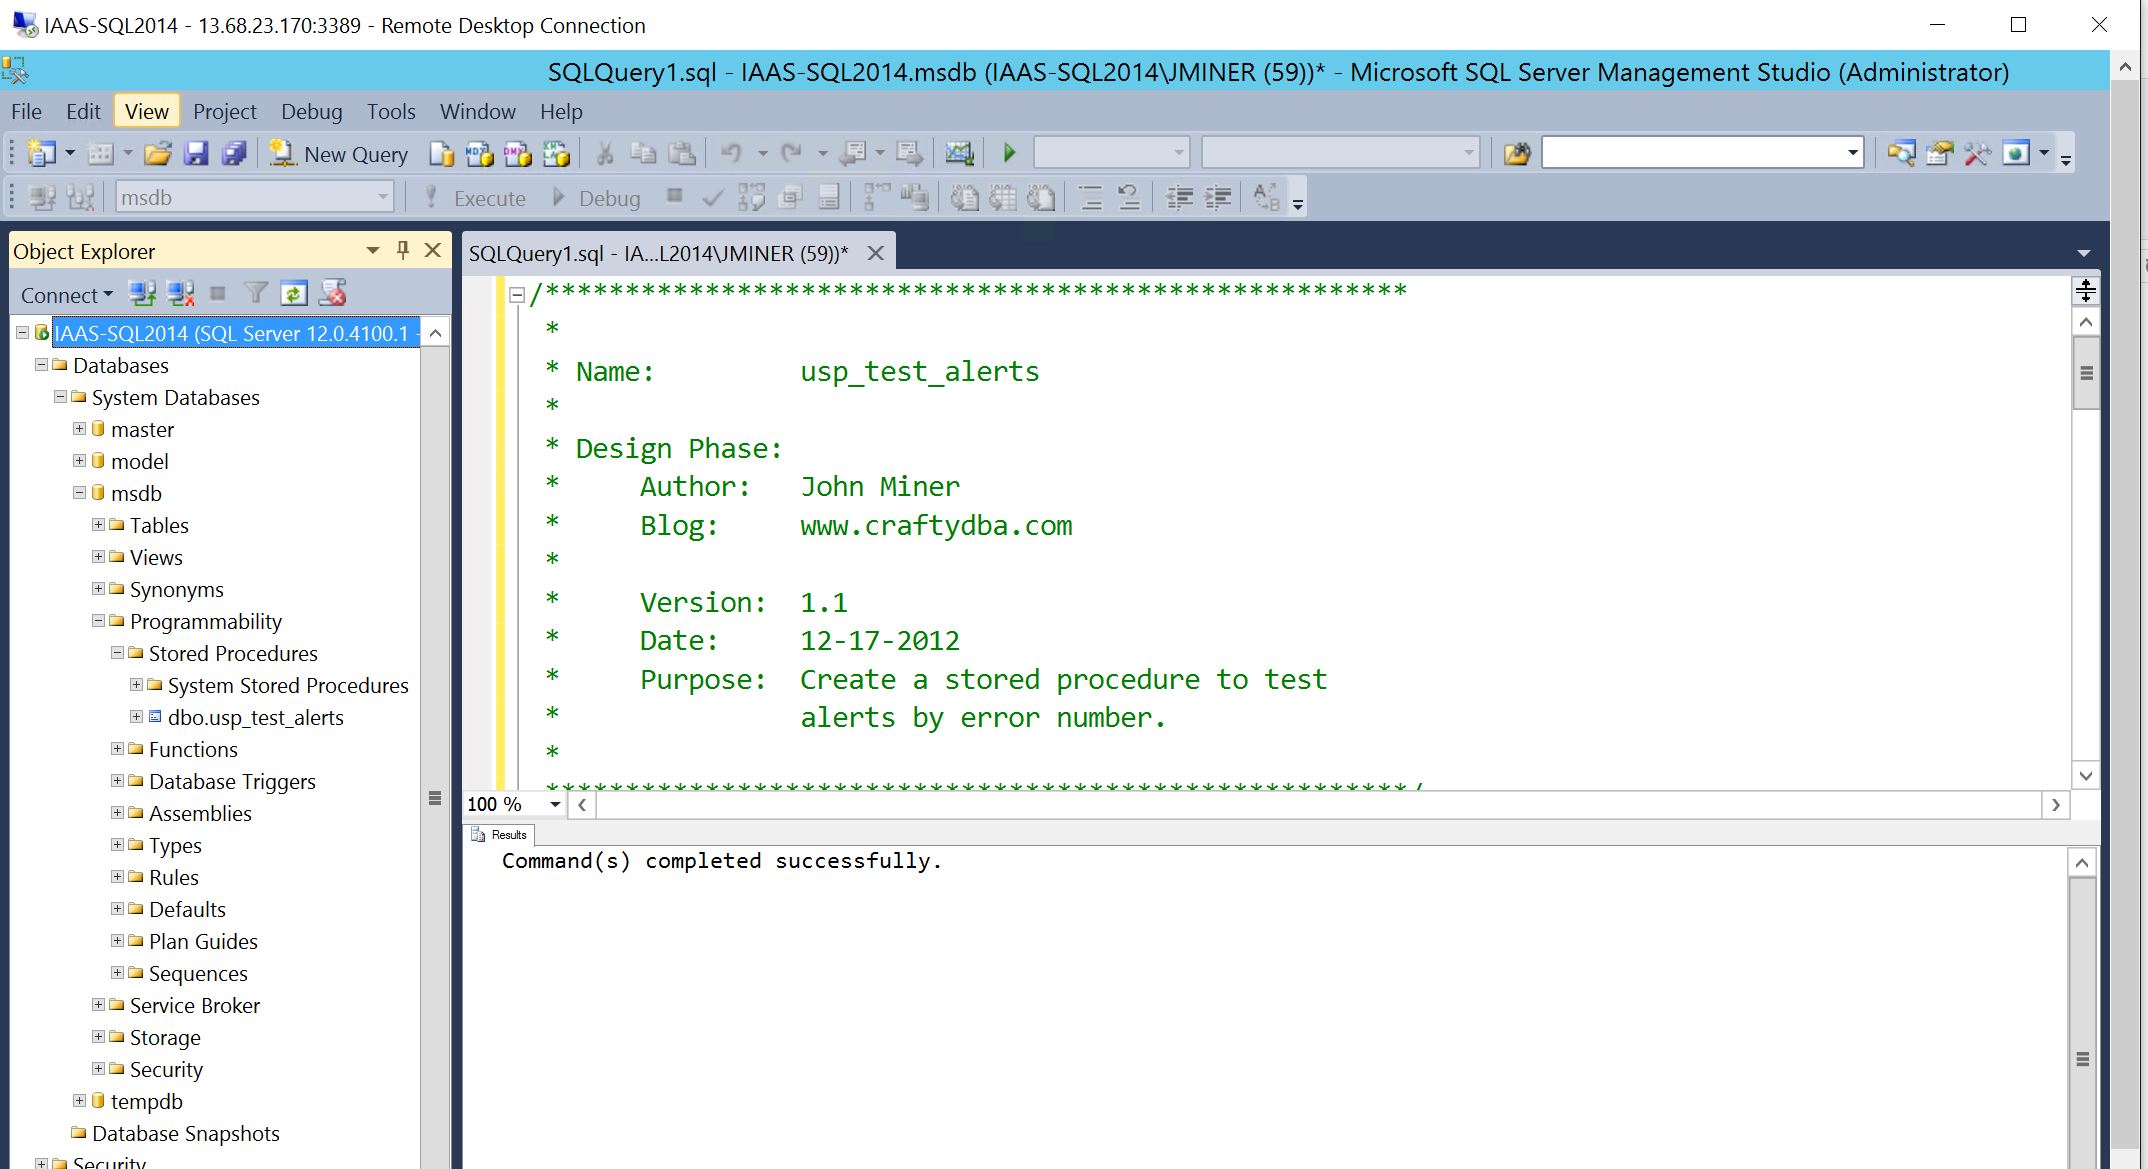 IAAS-SQL2014 - 13.68.23.170:3389 - Remote Desktop Connection
SQLQuery1.sql - IAAS-SQL2014.msdb (IAAS-SQL2014\JMINER (59))* - Microsoft SQL Server Management Studio (Administrator)
File Edit View Project Debug Tools Window Help
New Query
msdb Execute Debug
Object Explorer
Connect
IAAS-SQL2014 (SQL Server 12.0.4100.1 -
Databases
System Databases
master
model
msdb
Tables
Views
Synonyms
Programmability
Stored Procedures
System Stored Procedures
dbo.usp_test_alerts
Functions
Database Triggers
Assemblies
Types
Rules
Defaults
Plan Guides
Sequences
Service Broker
Storage
Security
tempdb
Database Snapshots
Security
SQLQuery1.sql - IA...L2014\JMINER (59))*
/******************************************************
*
* Name: usp_test_alerts
*
* Design Phase:
* Author: John Miner
* Blog: www.craftydba.com
*
* Version: 1.1
* Date: 12-17-2012
* Purpose: Create a stored procedure to test
* alerts by error number.
*
******************************************************/
100 %
Results
Command(s) completed successfully.